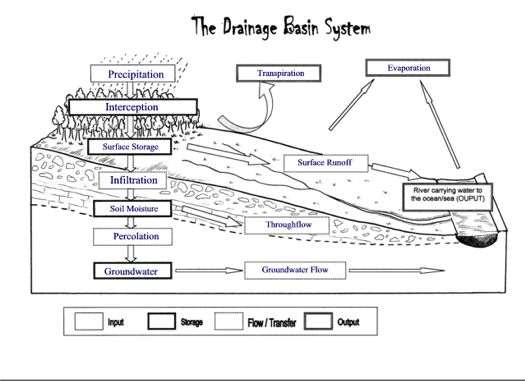 The Drainage Basin System
Precipitation
Transpiration
Evaporation
Interception
Surface Storage
Surface Runoff
Infiltration
River carrying water to
the ocean/sea (OUPUT)
Soil Moisture
Throughflow
Percolation
Groundwater
Groundwater Flow
Input
Storage
Flow / Transfer
Output